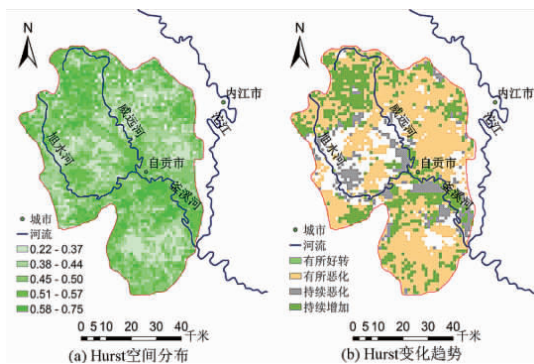 N
内江市
沱江
威远河
旭水河
自贡市
釜溪河
城市
河流
0.22 - 0.37
0.38 - 0.44
0.45 - 0.50
0.51 - 0.57
0.58 - 0.75
0 5 10 20 30 40
千米
(a) Hurst空间分布
N
内江市
沱江
威远河
旭水河
自贡市
釜溪河
城市
河流
有所好转
有所恶化
持续恶化
持续增加
0 5 10 20 30 40
千米
(b) Hurst变化趋势